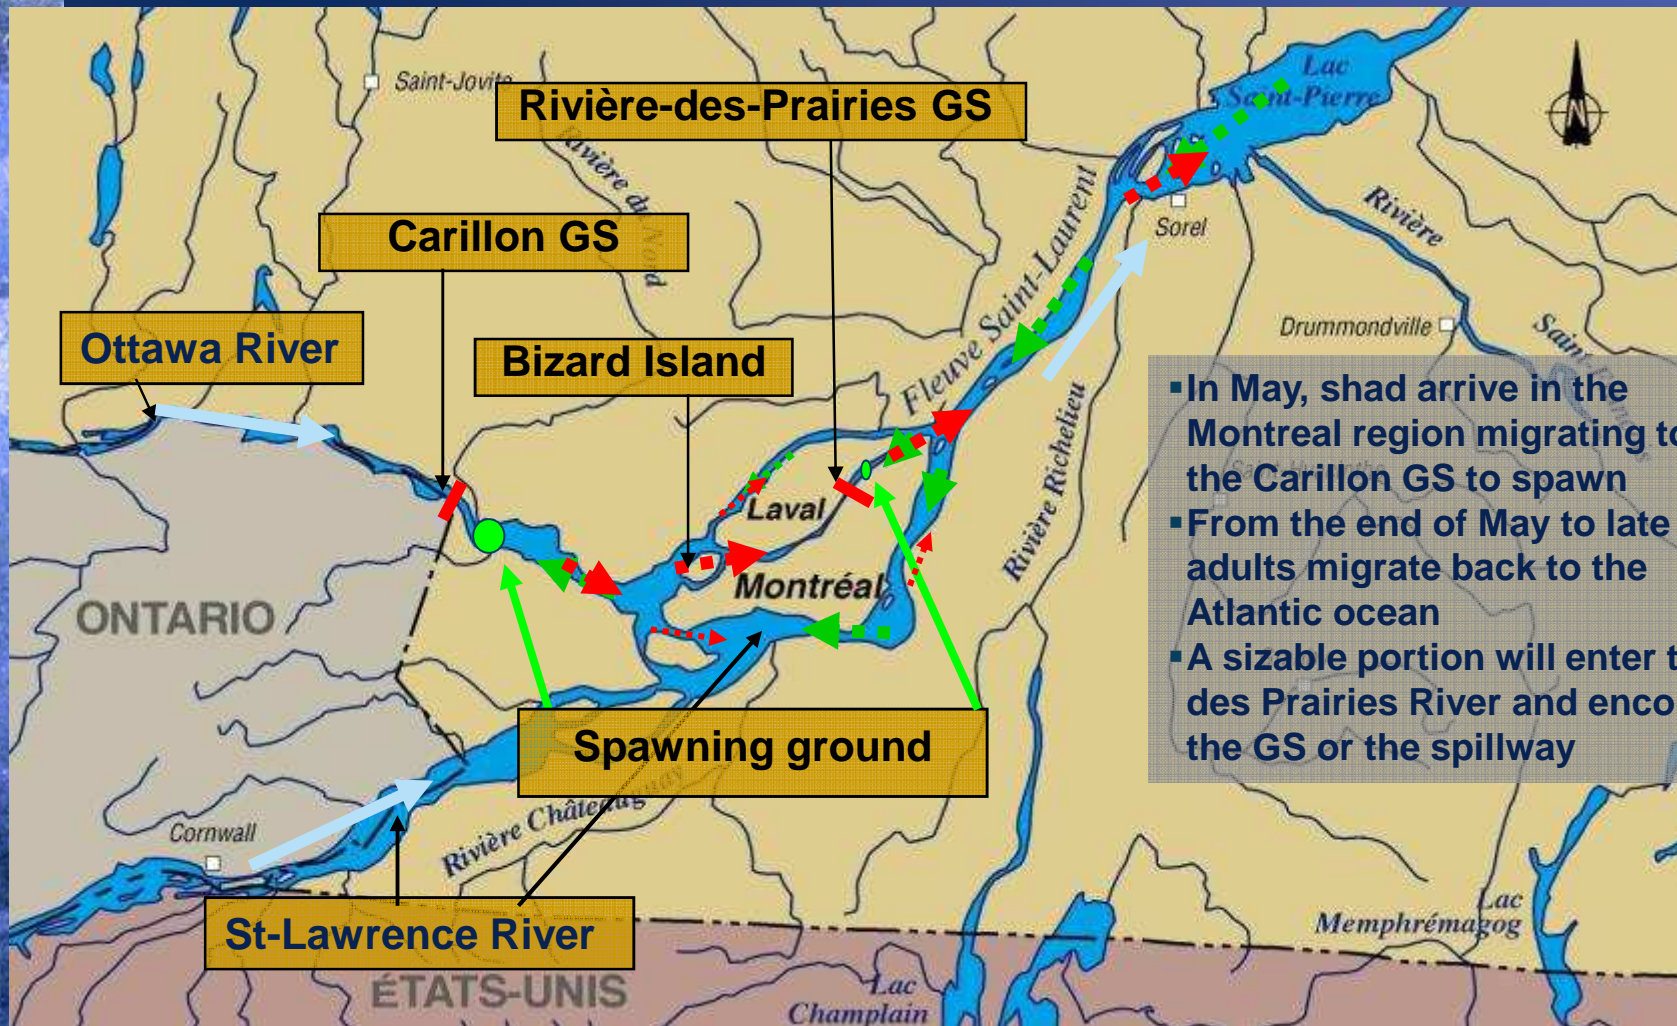 Lac
Saint-Pierre
Saint-Jovite
Rivière-des-Prairies GS
N
Rivière du Nord
Rivière
Saint-
Carillon GS
Sorel
Fleuve Saint-Laurent
Ottawa River
Bizard Island
Drummondville
▪In May, shad arrive in the
Montreal region migrating to
the Carillon GS to spawn
▪From the end of May to late
adults migrate back to the
Atlantic ocean
▪A sizable portion will enter t
des Prairies River and enco
the GS or the spillway
Laval
Rivière Richelieu
Montréal
ONTARIO
Spawning ground
Rivière Châteauguay
Cornwall
St-Lawrence River
Lac
Memphrémagog
ÉTATS-UNIS
Lac
Champlain